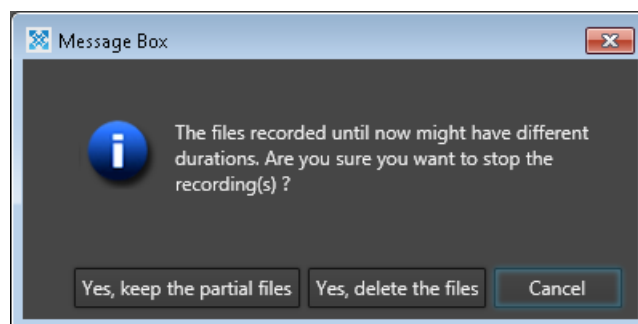 Message Box
The files recorded until now might have different
durations. Are you sure you want to stop the
recording(s) ?
Yes, keep the partial files Yes, delete the files Cancel